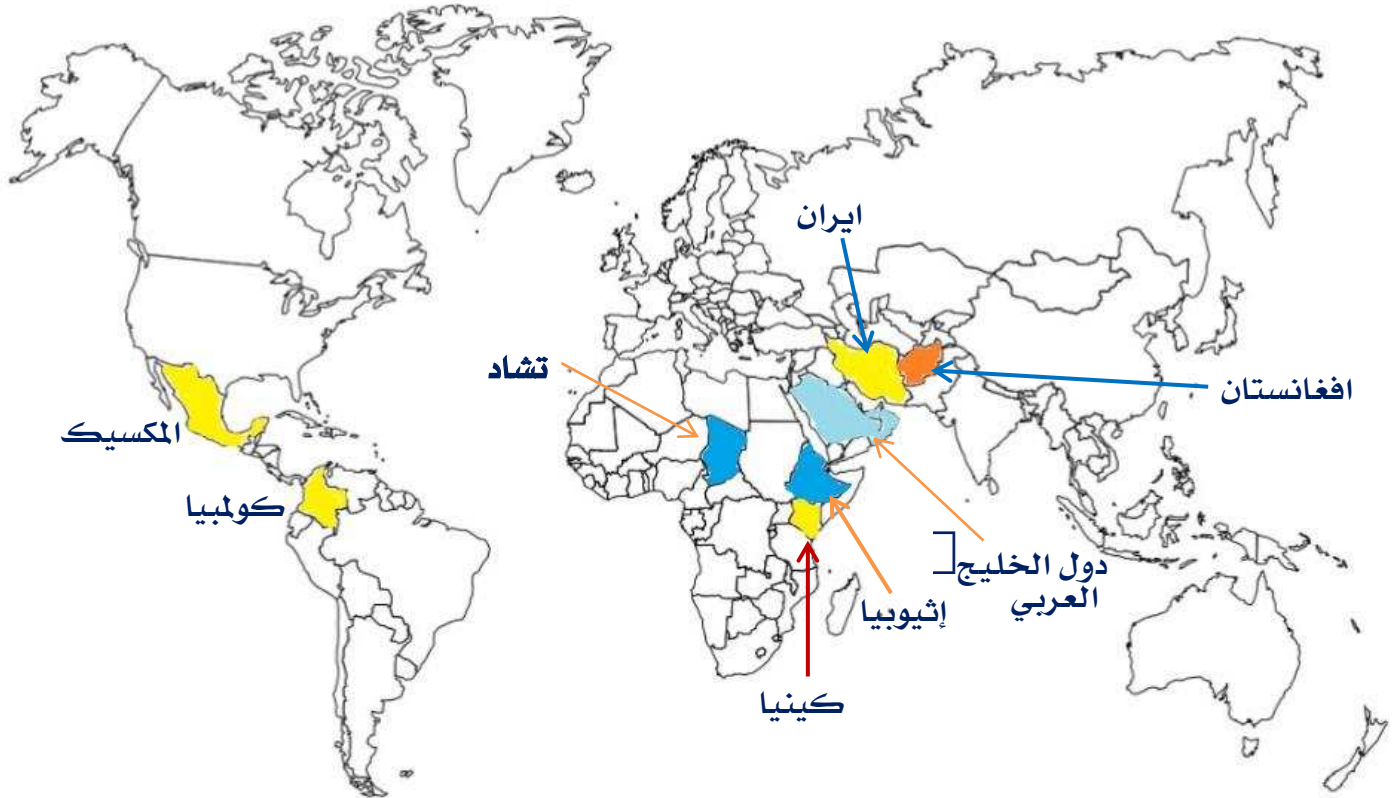 ايران
تشاد
افغانستان
المكسيك
كولمبيا
دول الخليج
العربي
إثيوبيا
كينيا